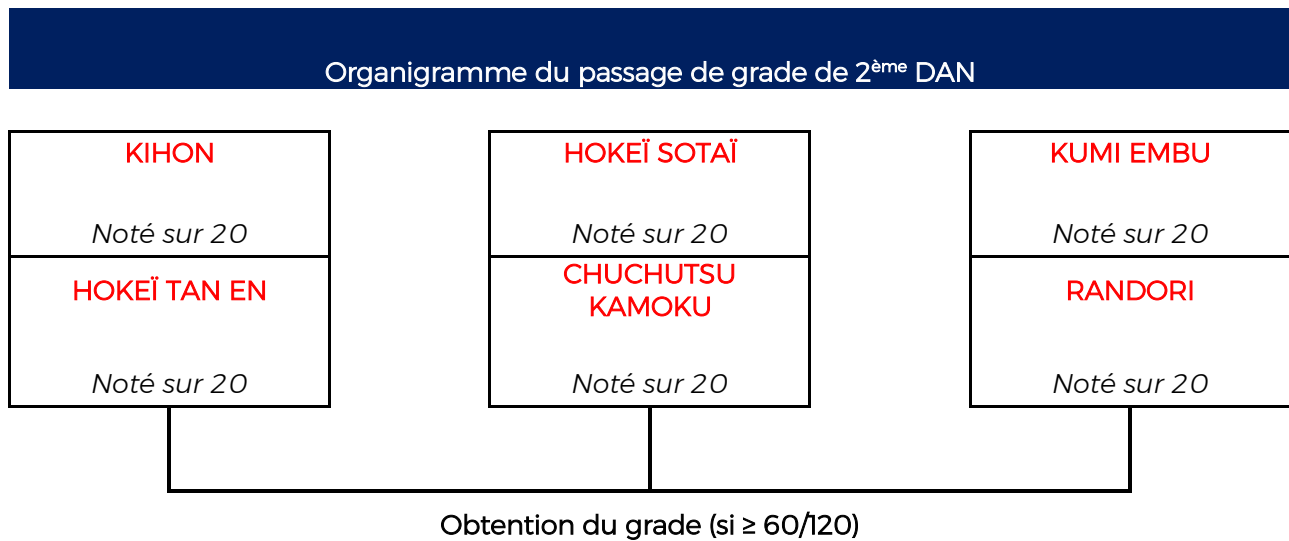 Organigramme du passage de grade de 2ème DAN
KIHON
Noté sur 20
HOKEÏ TAN EN
Noté sur 20
HOKEÏ SOTAÏ
Noté sur 20
CHUCHUTSU
KAMOKU
Noté sur 20
KUMI EMBU
Noté sur 20
RANDORI
Noté sur 20
Obtention du grade (si ≥ 60/120)